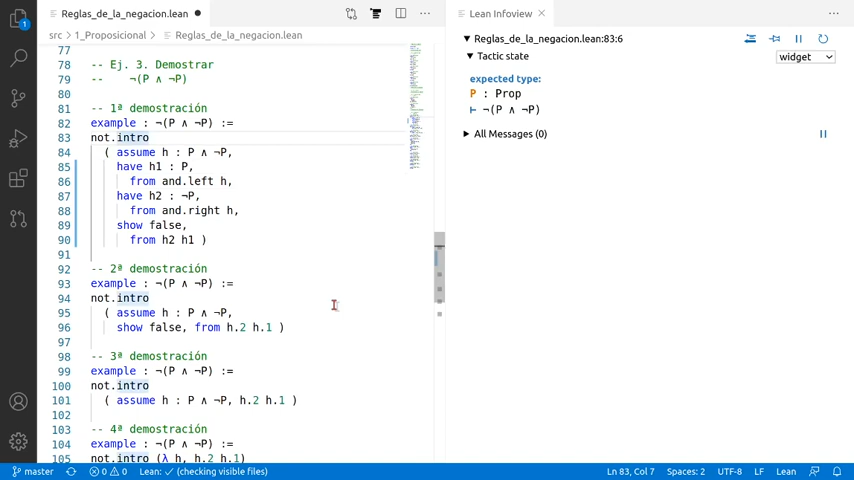 Reglas_de_la_negacion.lean ●
Lean Infoview ×
src > 1_Proposicional > Reglas_de_la_negacion.lean
77
78 -- Ej. 3. Demostrar
79 --    ¬(P ∧ ¬P)
80
81 -- 1ª demostración
82 example : ¬(P ∧ ¬P) :=
83 not.intro
84   ( assume h : P ∧ ¬P,
85     have h1 : P,
86       from and.left h,
87     have h2 : ¬P,
88       from and.right h,
89     show false,
90       from h2 h1 )
91
92 -- 2ª demostración
93 example : ¬(P ∧ ¬P) :=
94 not.intro
95   ( assume h : P ∧ ¬P,
96     show false, from h.2 h.1 )
97
98 -- 3ª demostración
99 example : ¬(P ∧ ¬P) :=
100 not.intro
101   ( assume h : P ∧ ¬P, h.2 h.1 )
102
103 -- 4ª demostración
104 example : ¬(P ∧ ¬P) :=
105 not.intro (λ h, h.2 h.1)
Reglas_de_la_negacion.lean:83:6
Tactic state
widget
expected type:
P : Prop
⊢ ¬(P ∧ ¬P)
All Messages (0)
1
master
0 0 Lean: ✓ (checking visible files)
Ln 83, Col 7 Spaces: 2 UTF-8 LF Lean